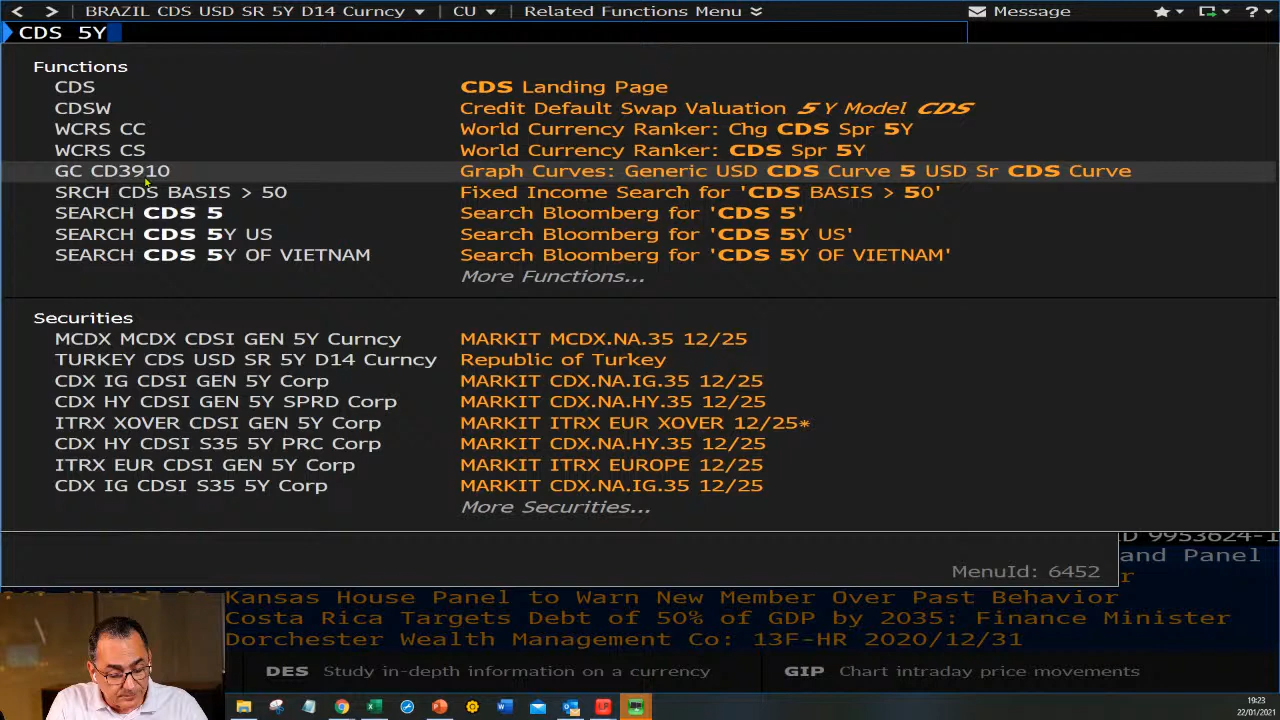 BRAZIL CDS USD SR 5Y D14 Curncy CU Related Functions Menu Message ?
CDS 5Y
Functions
CDS CDS Landing Page
CDSW Credit Default Swap Valuation 5 Y Model CDS
WCRS CC World Currency Ranker: Chg CDS Spr 5Y
WCRS CS World Currency Ranker: CDS Spr 5Y
GC CD3910 Graph Curves: Generic USD CDS Curve 5 USD Sr CDS Curve
SRCH CDS BASIS > 50 Fixed Income Search for 'CDS BASIS > 50'
SEARCH CDS 5 Search Bloomberg for 'CDS 5'
SEARCH CDS 5Y US Search Bloomberg for 'CDS 5Y US'
SEARCH CDS 5Y OF VIETNAM Search Bloomberg for 'CDS 5Y OF VIETNAM'
More Functions...
Securities
MCDX MCDX CDSI GEN 5Y Curncy MARKIT MCDX.NA.35 12/25
TURKEY CDS USD SR 5Y D14 Curncy Republic of Turkey
CDX IG CDSI GEN 5Y Corp MARKIT CDX.NA.IG.35 12/25
CDX HY CDSI GEN 5Y SPRD Corp MARKIT CDX.NA.HY.35 12/25
ITRX XOVER CDSI GEN 5Y Corp MARKIT ITRX EUR XOVER 12/25*
CDX HY CDSI S35 5Y PRC Corp MARKIT CDX.NA.HY.35 12/25
ITRX EUR CDSI GEN 5Y Corp MARKIT ITRX EUROPE 12/25
CDX IG CDSI S35 5Y Corp MARKIT CDX.NA.IG.35 12/25
More Securities...
D 9953624-1
and Panel
MenuId: 6452 r
Kansas House Panel to Warn New Member Over Past Behavior
Costa Rica Targets Debt of 50% of GDP by 2035: Finance Minister
Dorchester Wealth Management Co: 13F-HR 2020/12/31
DES Study in-depth information on a currency GIP Chart intraday price movements
19:23
22/01/2021